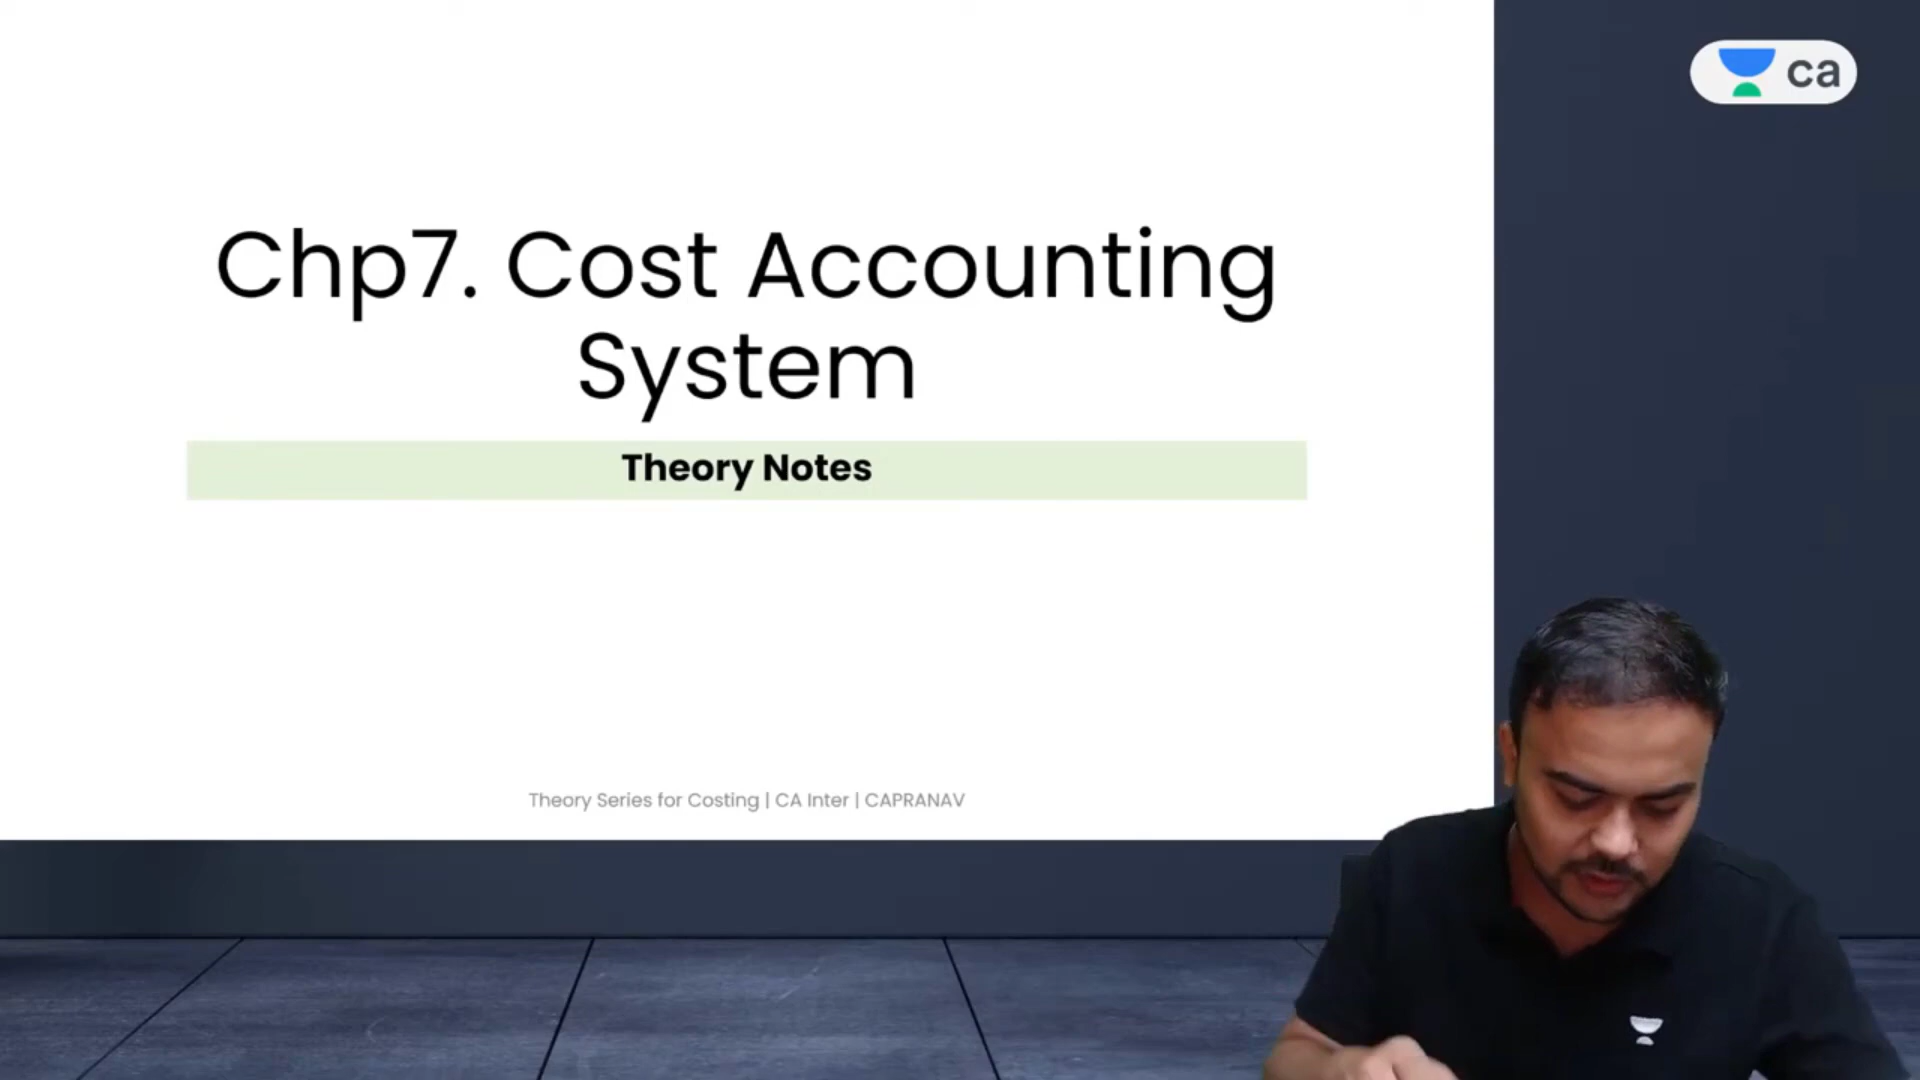 ca
Chp7. Cost Accounting
System
Theory Notes
Theory Series for Costing | CA Inter | CAPRANAV